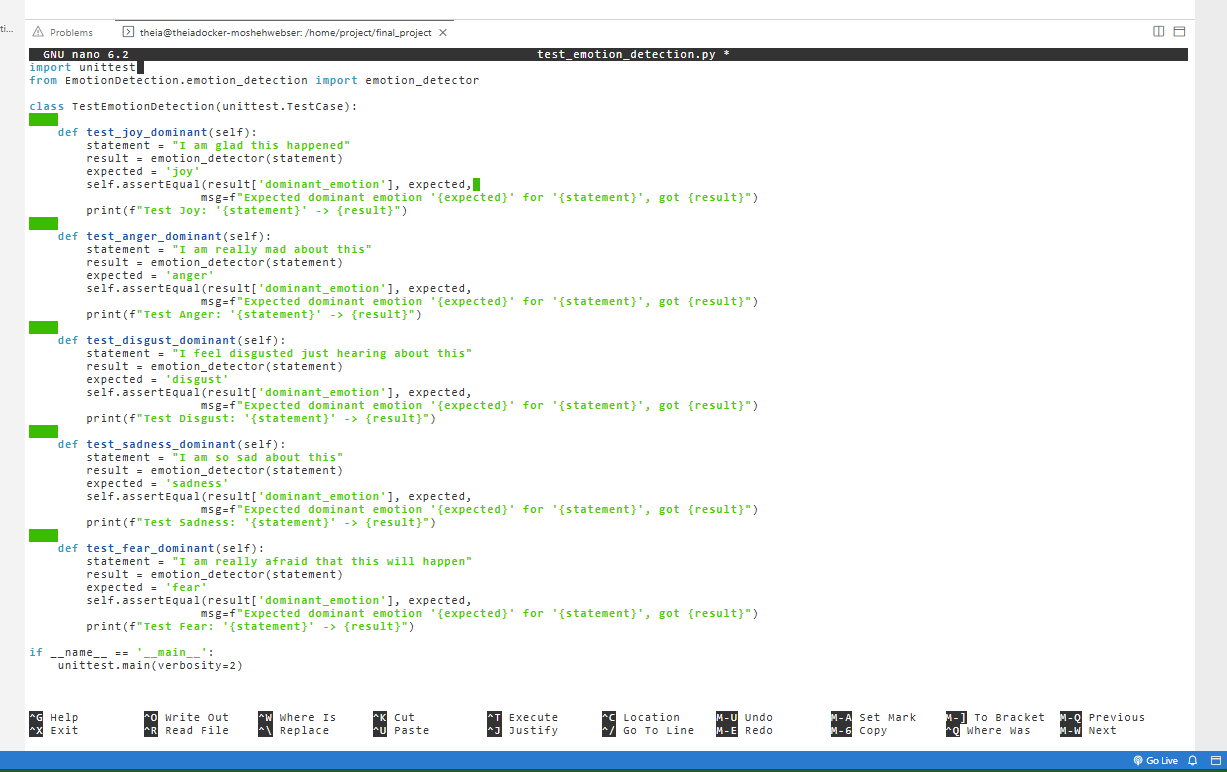 ti...
Problems
theia@theiadocker-moshehwebser: /home/project/final_project
GNU nano 6.2 test_emotion_detection.py *
import unittest
from EmotionDetection.emotion_detection import emotion_detector
class TestEmotionDetection(unittest.TestCase):
def test_joy_dominant(self):
statement = "I am glad this happened"
result = emotion_detector(statement)
expected = 'joy'
self.assertEqual(result['dominant_emotion'], expected,
msg=f"Expected dominant emotion '{expected}' for '{statement}', got {result}")
print(f"Test Joy: '{statement}' -> {result}")
def test_anger_dominant(self):
statement = "I am really mad about this"
result = emotion_detector(statement)
expected = 'anger'
self.assertEqual(result['dominant_emotion'], expected,
msg=f"Expected dominant emotion '{expected}' for '{statement}', got {result}")
print(f"Test Anger: '{statement}' -> {result}")
def test_disgust_dominant(self):
statement = "I feel disgusted just hearing about this"
result = emotion_detector(statement)
expected = 'disgust'
self.assertEqual(result['dominant_emotion'], expected,
msg=f"Expected dominant emotion '{expected}' for '{statement}', got {result}")
print(f"Test Disgust: '{statement}' -> {result}")
def test_sadness_dominant(self):
statement = "I am so sad about this"
result = emotion_detector(statement)
expected = 'sadness'
self.assertEqual(result['dominant_emotion'], expected,
msg=f"Expected dominant emotion '{expected}' for '{statement}', got {result}")
print(f"Test Sadness: '{statement}' -> {result}")
def test_fear_dominant(self):
statement = "I am really afraid that this will happen"
result = emotion_detector(statement)
expected = 'fear'
self.assertEqual(result['dominant_emotion'], expected,
msg=f"Expected dominant emotion '{expected}' for '{statement}', got {result}")
print(f"Test Fear: '{statement}' -> {result}")
if __name__ == '__main__':
unittest.main(verbosity=2)
^G Help ^O Write Out ^W Where Is ^K Cut ^T Execute ^C Location M-U Undo M-A Set Mark M-] To Bracket M-Q Previous
^X Exit ^R Read File ^\ Replace ^U Paste ^J Justify ^/ Go To Line M-E Redo M-6 Copy ^Q Where Was M-W Next
Go Live